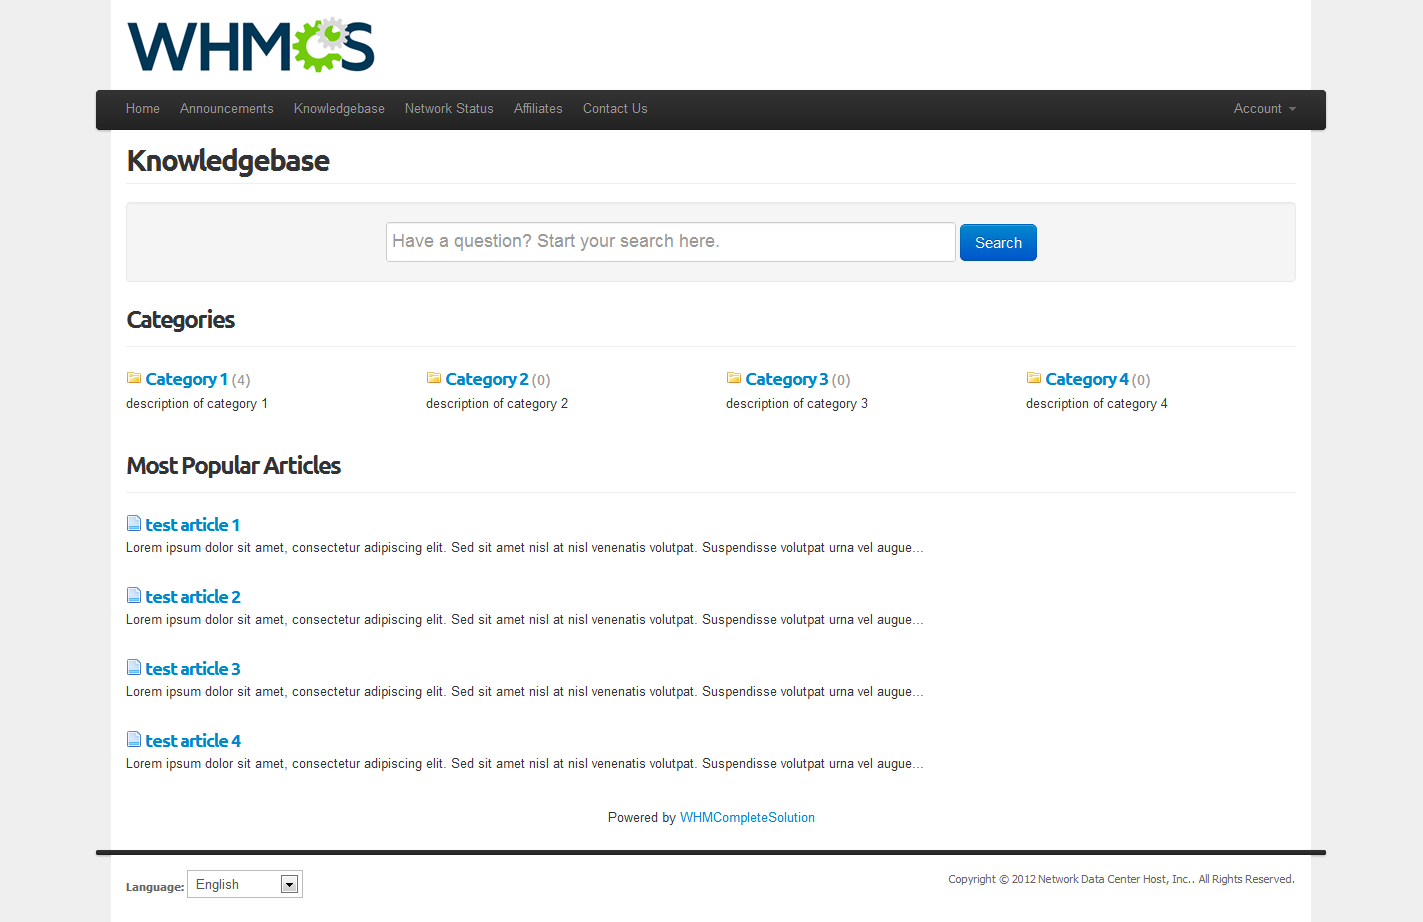 WHMCS
Home Announcements Knowledgebase Network Status Affiliates Contact Us Account
Knowledgebase
Have a question? Start your search here. Search
Categories
Category 1 (4) Category 2 (0) Category 3 (0) Category 4 (0)
description of category 1 description of category 2 description of category 3 description of category 4
Most Popular Articles
test article 1
Lorem ipsum dolor sit amet, consectetur adipiscing elit. Sed sit amet nisl at nisl venenatis volutpat. Suspendisse volutpat urna vel augue...
test article 2
Lorem ipsum dolor sit amet, consectetur adipiscing elit. Sed sit amet nisl at nisl venenatis volutpat. Suspendisse volutpat urna vel augue...
test article 3
Lorem ipsum dolor sit amet, consectetur adipiscing elit. Sed sit amet nisl at nisl venenatis volutpat. Suspendisse volutpat urna vel augue...
test article 4
Lorem ipsum dolor sit amet, consectetur adipiscing elit. Sed sit amet nisl at nisl venenatis volutpat. Suspendisse volutpat urna vel augue...
Powered by WHMCompleteSolution
Language: English Copyright © 2012 Network Data Center Host, Inc.. All Rights Reserved.